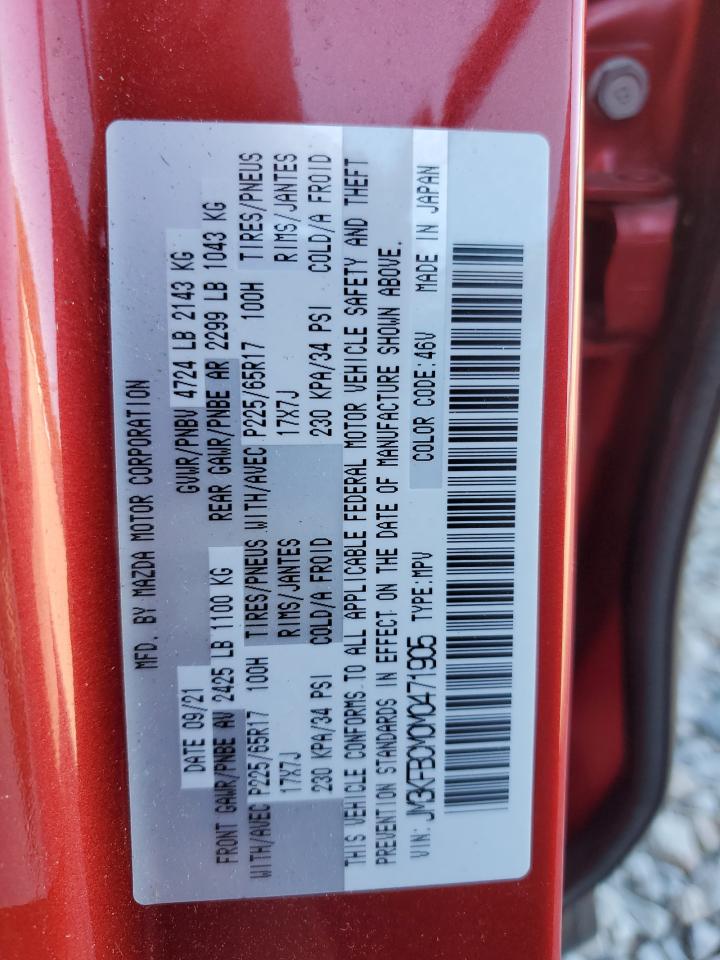 MFD. BY MAZDA MOTOR CORPORATION
DATE 09/21 GVWR/PNBV 4724 LB 2143 KG
FRONT GAWR/PNBE AV 2425 LB 1100 KG REAR GAWR/PNBE AR 2299 LB 1043 KG
WITH/AVEC P225/65R17 100H TIRES/PNEUS WITH/AVEC P225/65R17 100H TIRES/PNEUS
17X7J RIMS/JANTES 17X7J RIMS/JANTES
230 KPA/34 PSI COLD/A FROID 230 KPA/34 PSI COLD/A FROID
THIS VEHICLE CONFORMS TO ALL APPLICABLE FEDERAL MOTOR VEHICLE SAFETY AND THEFT
PREVENTION STANDARDS IN EFFECT ON THE DATE OF MANUFACTURE SHOWN ABOVE.
VIN: JM3KFBCM0M0471905 TYPE:MPV COLOR CODE:46V MADE IN JAPAN